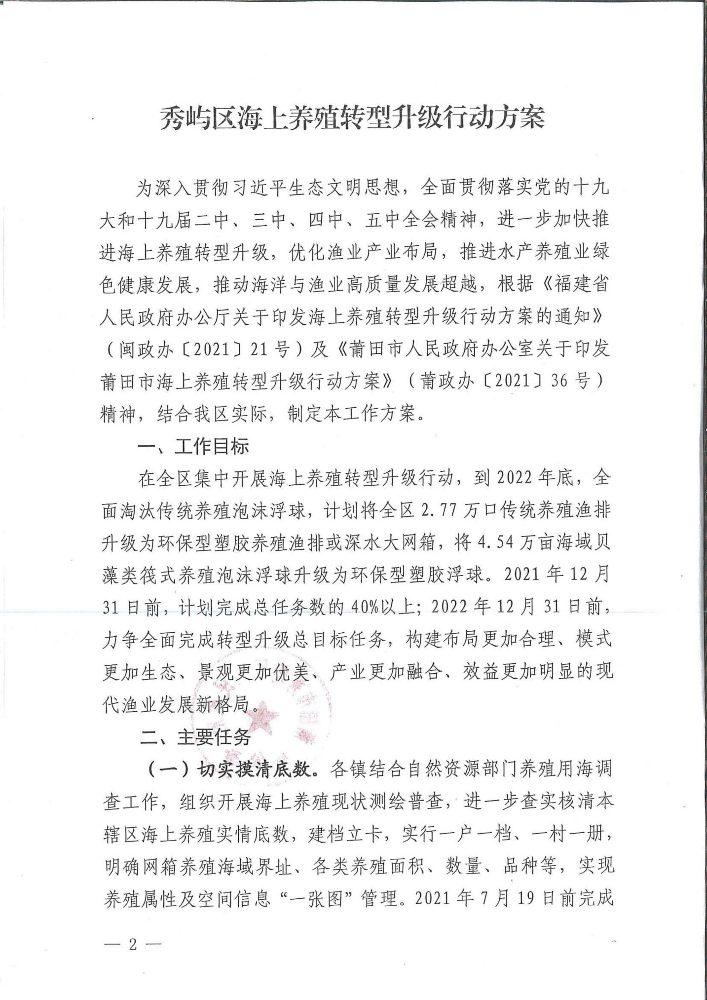 秀屿区海上养殖转型升级行动方案
为深入贯彻习近平生态文明思想，全面贯彻落实党的十九
大和十九届二中、三中、四中、五中全会精神，进一步加快推
进海上养殖转型升级，优化渔业产业布局，推进水产养殖业绿
色健康发展，推动海洋与渔业高质量发展超越，根据《福建省
人民政府办公厅关于印发海上养殖转型升级行动方案的通知》
（闽政办〔2021〕21号）及《莆田市人民政府办公室关于印发
莆田市海上养殖转型升级行动方案》（莆政办〔2021〕36号）
精神，结合我区实际，制定本工作方案。
一、工作目标
在全区集中开展海上养殖转型升级行动，到2022年底，全
面淘汰传统养殖泡沫浮球，计划将全区2.77万口传统养殖渔排
升级为环保型塑胶养殖渔排或深水大网箱，将4.54万亩海域贝
藻类筏式养殖泡沫浮球升级为环保型塑胶浮球。2021年12月
31日前，计划完成总任务数的40%以上；2022年12月31日前，
力争全面完成转型升级总目标任务，构建布局更加合理、模式
更加生态、景观更加优美、产业更加融合、效益更加明显的现
代渔业发展新格局。
二、主要任务
（一）切实摸清底数。各镇结合自然资源部门养殖用海调
查工作，组织开展海上养殖现状测绘普查，进一步查实核清本
辖区海上养殖实情底数，建档立卡，实行一户一档、一村一册，
明确网箱养殖海域界址、各类养殖面积、数量、品种等，实现
养殖属性及空间信息“一张图”管理。2021年7月19日前完成
— 2 —